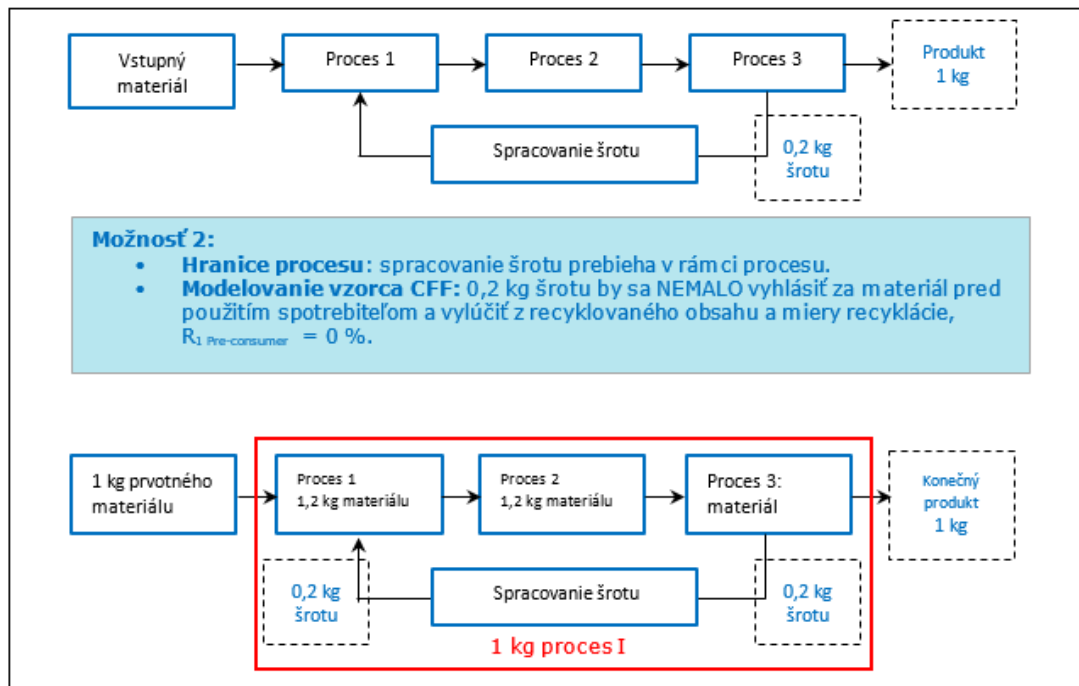 Vstupný
materiál
Proces 1
Proces 2
Proces 3
Produkt
1 kg
Spracovanie šrotu
0,2 kg
šrotu
Možnosť 2:
• Hranice procesu: spracovanie šrotu prebieha v rámci procesu.
• Modelovanie vzorca CFF: 0,2 kg šrotu by sa NEMALO vyhlásiť za materiál pred
použitím spotrebiteľom a vylúčiť z recyklovaného obsahu a miery recyklácie,
R1 Pre-consumer = 0 %.
1 kg prvotného
materiálu
Proces 1
1,2 kg materiálu
Proces 2
1,2 kg materiálu
Proces 3:
materiál
Konečný
produkt
1 kg
0,2 kg
šrotu
Spracovanie šrotu
0,2 kg
šrotu
1 kg proces I